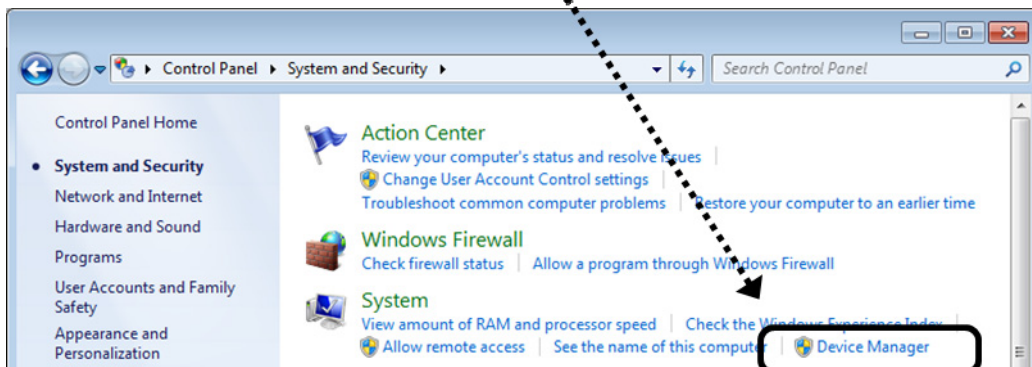 Control Panel ▸ System and Security ▸
Search Control Panel
Control Panel Home
System and Security
Network and Internet
Hardware and Sound
Programs
User Accounts and Family
Safety
Appearance and
Personalization
Action Center
Review your computer's status and resolve issues
Change User Account Control settings
Troubleshoot common computer problems
Restore your computer to an earlier time
Windows Firewall
Check firewall status
Allow a program through Windows Firewall
System
View amount of RAM and processor speed
Check the Windows Experience Index
Allow remote access
See the name of this computer
Device Manager